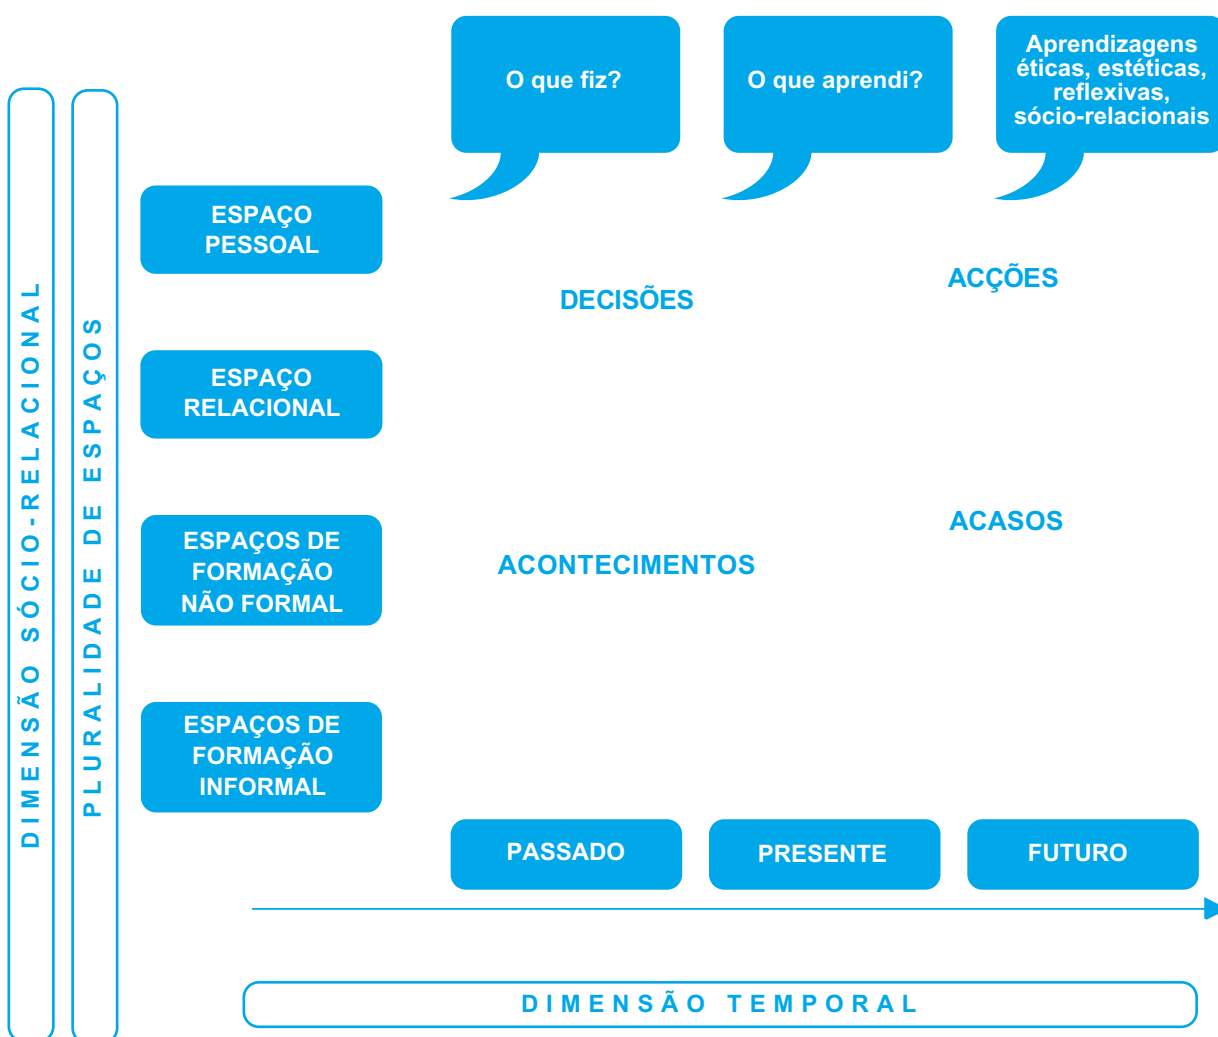 O que fiz?
O que aprendi?
Aprendizagens
éticas, estéticas,
reflexivas,
sócio-relacionais
DIMENSÃO SÓCIO-RELACIONAL
PLURALIDADE DE ESPAÇOS
ESPAÇO
PESSOAL
DECISÕES
ACÇÕES
ESPAÇO
RELACIONAL
ESPAÇOS DE
FORMAÇÃO
NÃO FORMAL
ACONTECIMENTOS
ACASOS
ESPAÇOS DE
FORMAÇÃO
INFORMAL
PASSADO
PRESENTE
FUTURO
DIMENSÃO TEMPORAL